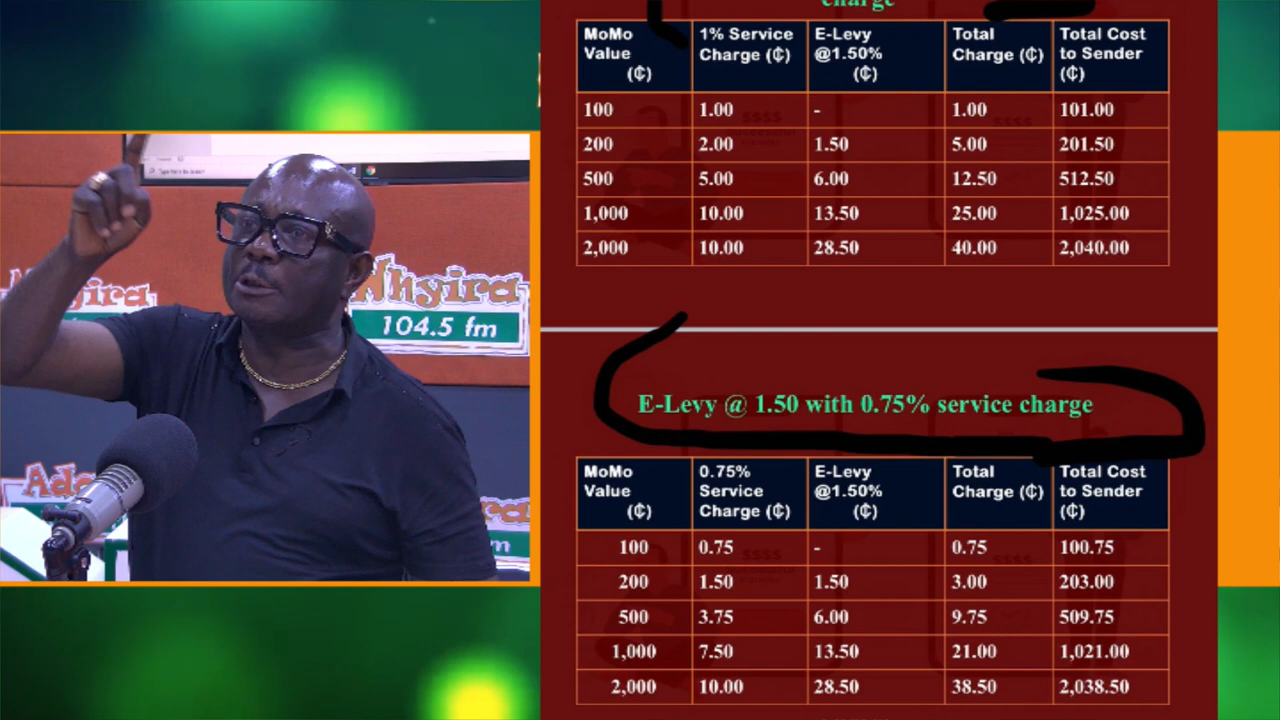 Type here to search
Nhyira
104.5 fm
charge
MoMo Value (₵) 1% Service Charge (₵) E-Levy @1.50% (₵) Total Charge (₵) Total Cost to Sender (₵)
100 1.00 - 1.00 101.00
200 2.00 1.50 5.00 201.50
500 5.00 6.00 12.50 512.50
1,000 10.00 13.50 25.00 1,025.00
2,000 10.00 28.50 40.00 2,040.00
E-Levy @ 1.50 with 0.75% service charge
MoMo Value (₵) 0.75% Service Charge (₵) E-Levy @1.50% (₵) Total Charge (₵) Total Cost to Sender (₵)
100 0.75 - 0.75 100.75
200 1.50 1.50 3.00 203.00
500 3.75 6.00 9.75 509.75
1,000 7.50 13.50 21.00 1,021.00
2,000 10.00 28.50 38.50 2,038.50